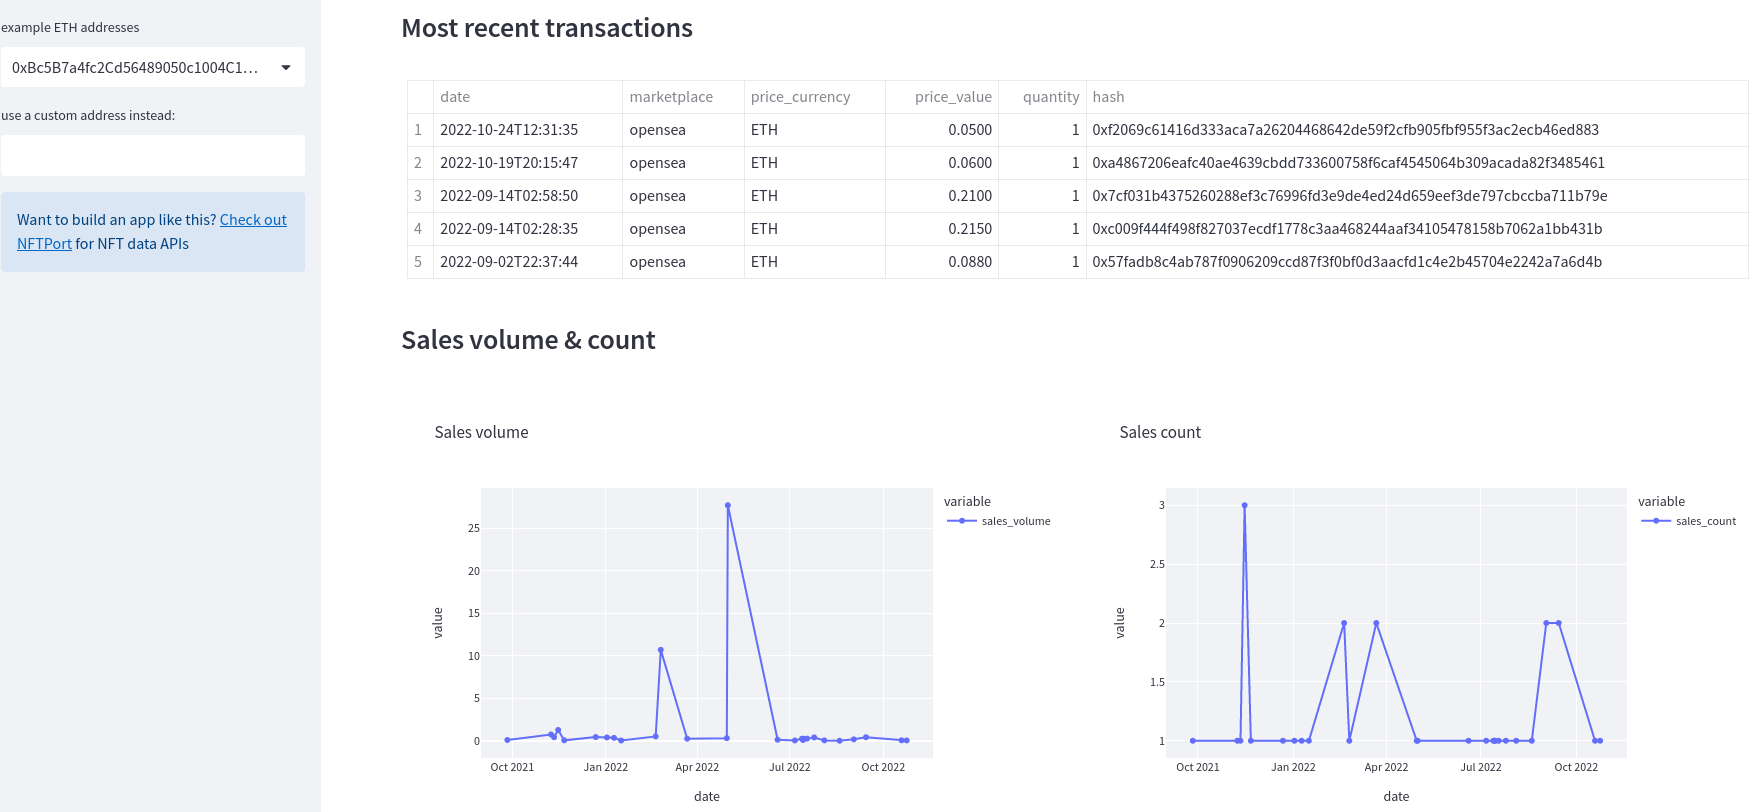 example ETH addresses
0xBc5B7a4fc2Cd56489050c1004C1…
use a custom address instead:
Want to build an app like this? Check out
NFTPort for NFT data APIs
Most recent transactions
date marketplace price_currency price_value quantity hash
1 2022-10-24T12:31:35 opensea ETH 0.0500 1 0xf2069c61416d333aca7a26204468642de59f2cfb905fbf955f3ac2ecb46ed883
2 2022-10-19T20:15:47 opensea ETH 0.0600 1 0xa4867206eafc40ae4639cbdd733600758f6caf4545064b309acada82f3485461
3 2022-09-14T02:58:50 opensea ETH 0.2100 1 0x7cf031b4375260288ef3c76996fd3e9de4ed24d659eef3de797cbccba711b79e
4 2022-09-14T02:28:35 opensea ETH 0.2150 1 0xc009f444f498f827037ecdf1778c3aa468244aaf34105478158b7062a1bb431b
5 2022-09-02T22:37:44 opensea ETH 0.0880 1 0x57fadb8c4ab787f0906209ccd87f3f0bf0d3aacfd1c4e2b45704e2242a7a6d4b
Sales volume & count
Sales volume
25
20
15
10
5
0
value
Oct 2021 Jan 2022 Apr 2022 Jul 2022 Oct 2022
date
variable
sales_volume
Sales count
3
2.5
2
1.5
1
value
Oct 2021 Jan 2022 Apr 2022 Jul 2022 Oct 2022
date
variable
sales_count